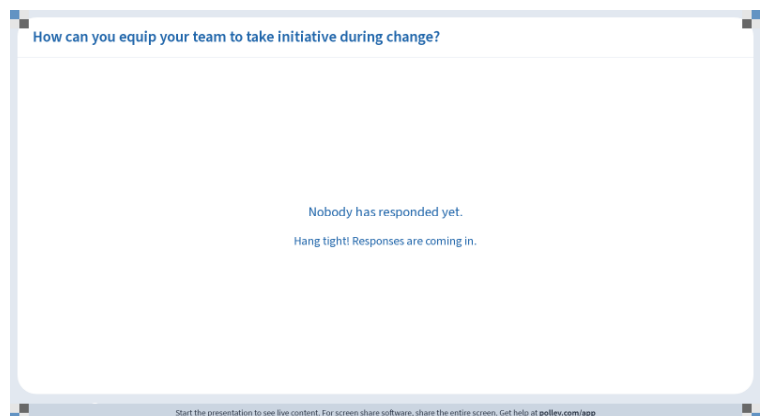 How can you equip your team to take initiative during change?
Nobody has responded yet.
Hang tight! Responses are coming in.
Start the presentation to see live content. For screen share software, share the entire screen. Get help at pollev.com/app